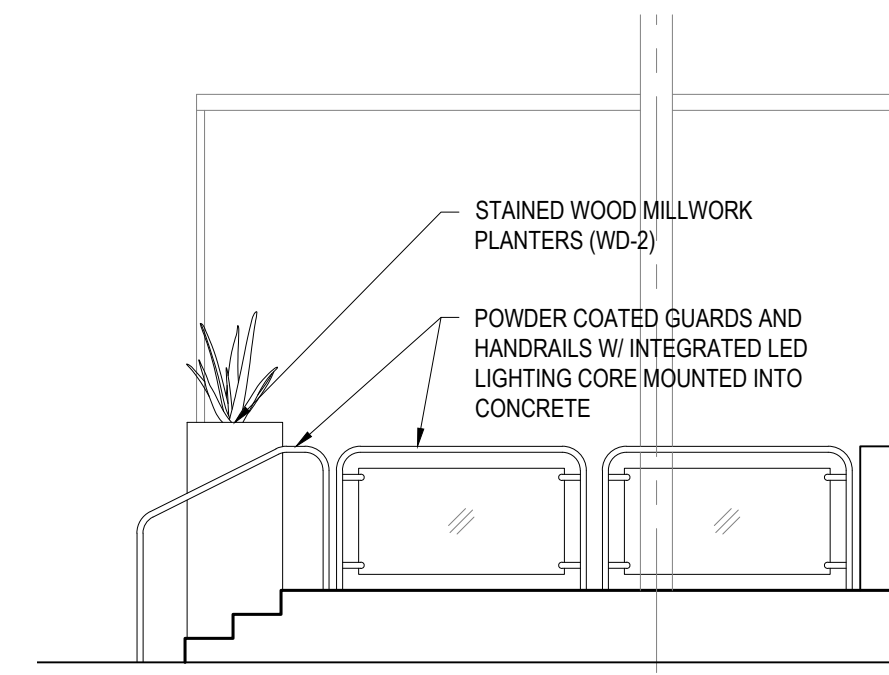 STAINED WOOD MILLWORK
PLANTERS (WD-2)
POWDER COATED GUARDS AND
HANDRAILS W/ INTEGRATED LED
LIGHTING CORE MOUNTED INTO
CONCRETE